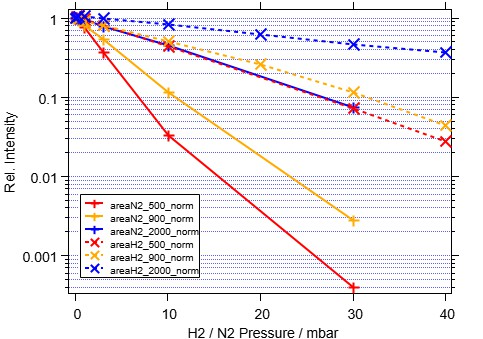 1
0.1
0.01
0.001
Rel. Intensity
areaN2_500_norm
areaN2_900_norm
areaN2_2000_norm
areaH2_500_norm
areaH2_900_norm
areaH2_2000_norm
0 10 20 30 40
H2 / N2 Pressure / mbar